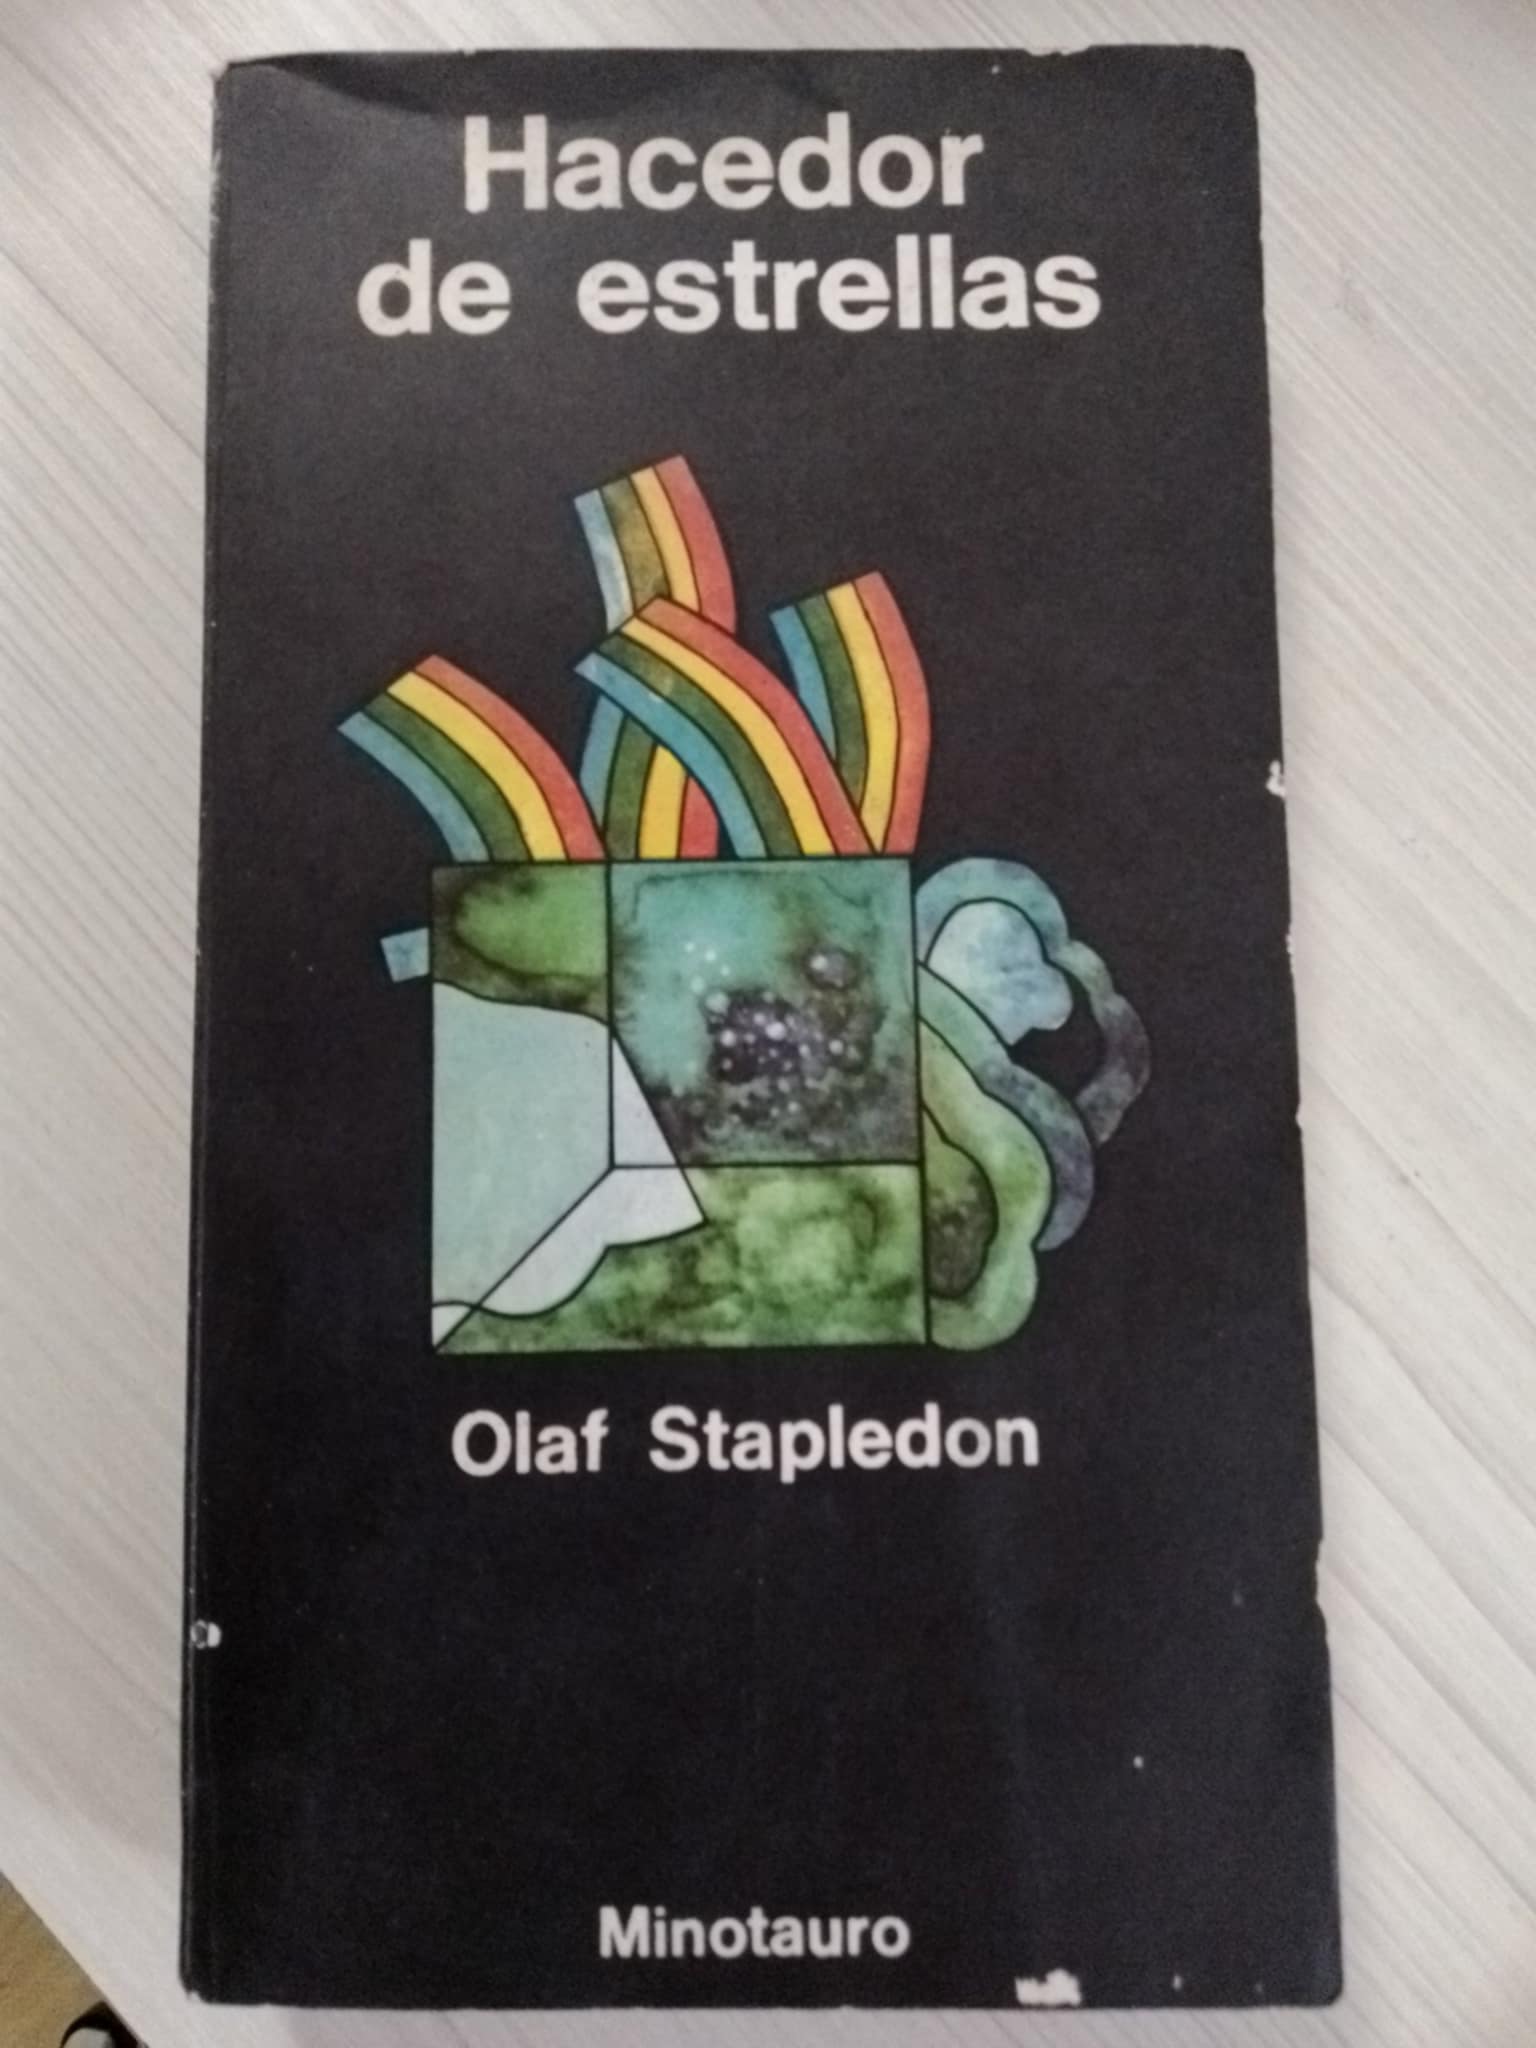 Hacedor
de estrellas
Olaf Stapledon
Minotauro